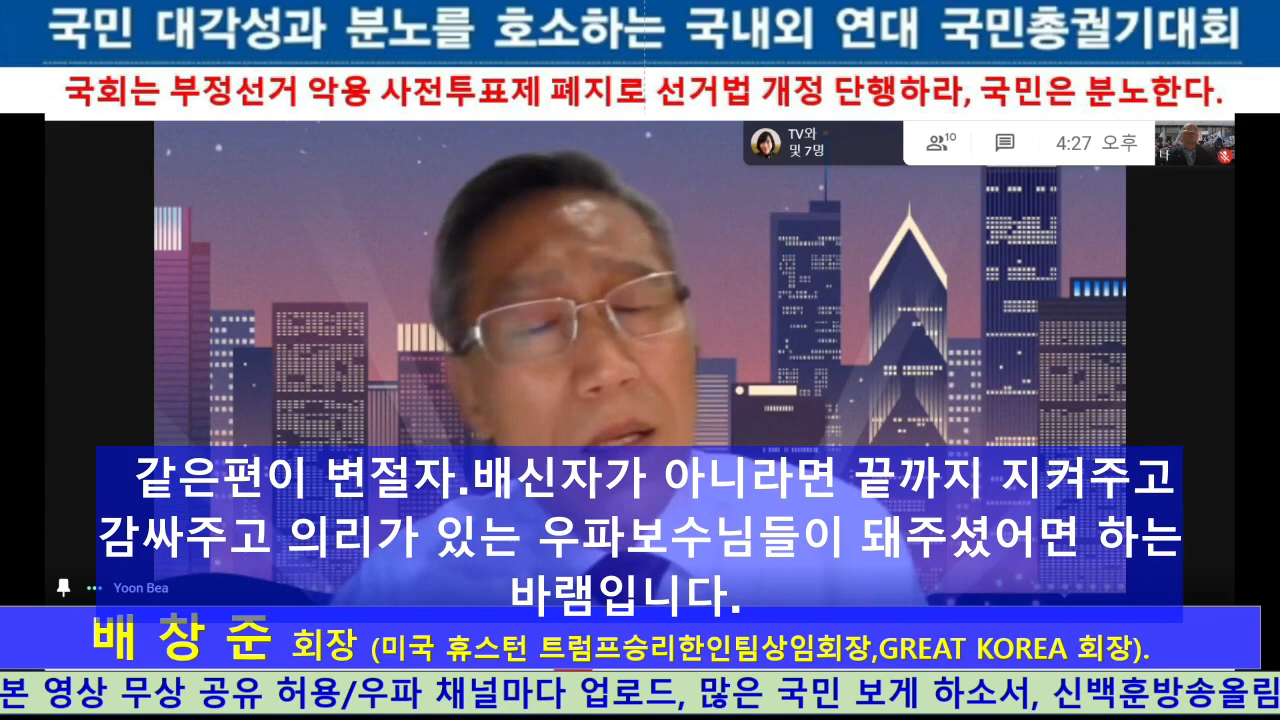 국민 대각성과 분노를 호소하는 국내외 연대 국민총궐기대회
국회는 부정선거 악용 사전투표제 폐지로 선거법 개정 단행하라, 국민은 분노한다.
TV와
및 7명
10
4:27 오후
나
같은편이 변절자.배신자가 아니라면 끝까지 지켜주고
감싸주고 의리가 있는 우파보수님들이 돼주셨어면 하는
바램입니다.
Yoon Bea
배 창 준 회장 (미국 휴스턴 트럼프승리한인팀상임회장,GREAT KOREA 회장).
본 영상 무상 공유 허용/우파 채널마다 업로드, 많은 국민 보게 하소서, 신백훈방송올림